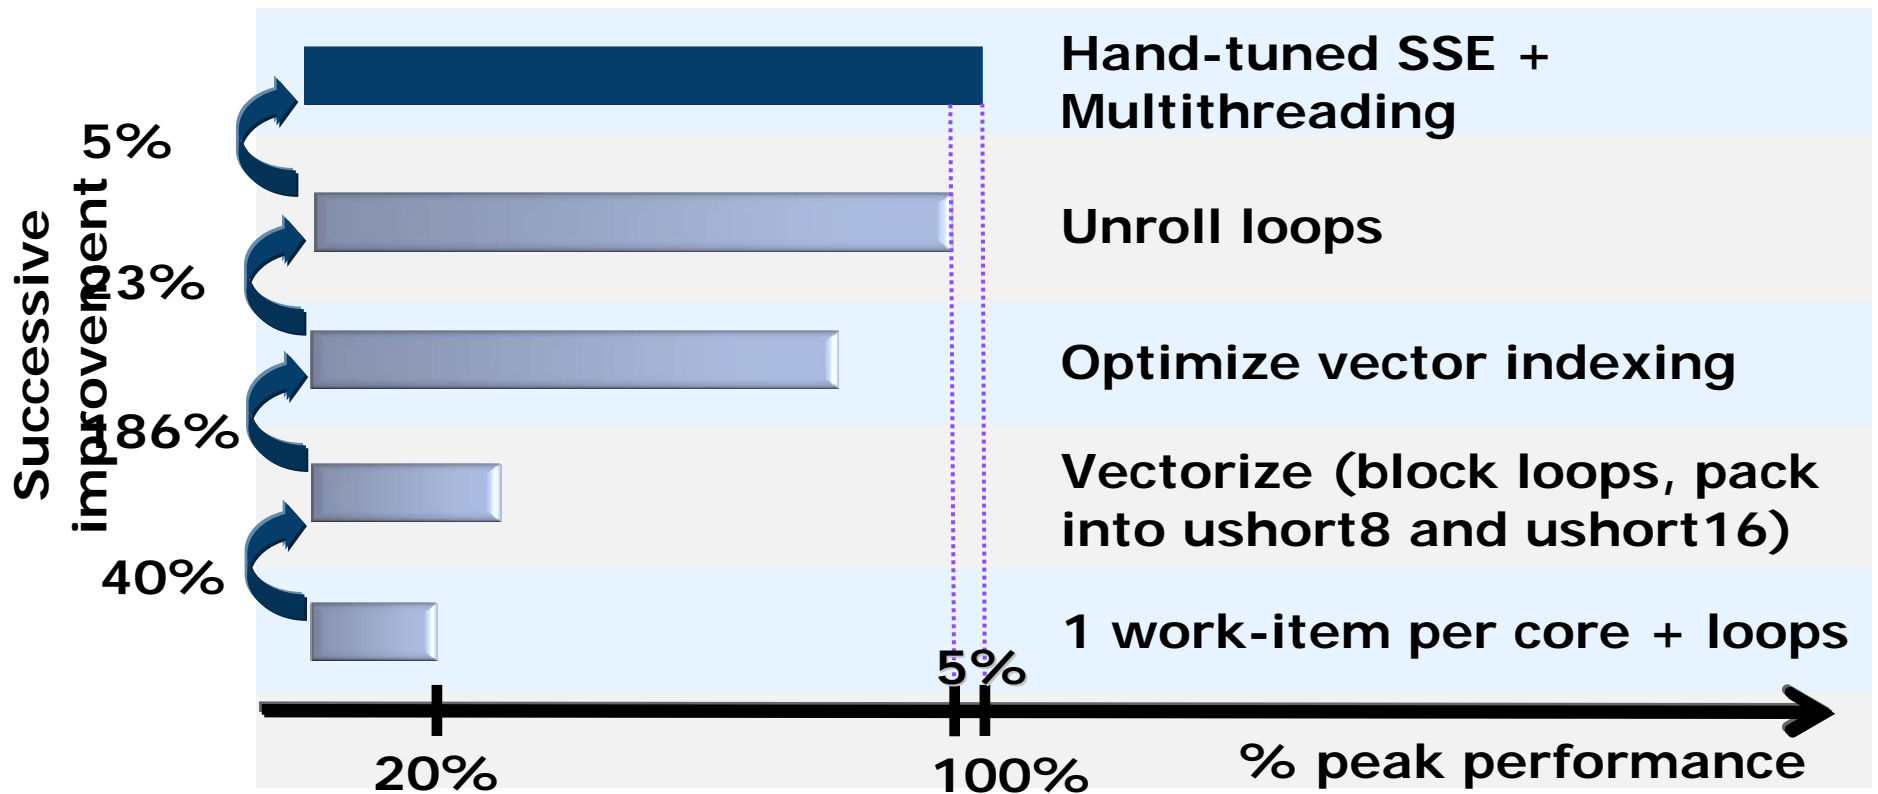 Hand-tuned SSE +
Multithreading
5%
Unroll loops
Successive
improvement
23%
Optimize vector indexing
186%
Vectorize (block loops, pack
into ushort8 and ushort16)
40%
1 work-item per core + loops
5%
20%
100%
% peak performance